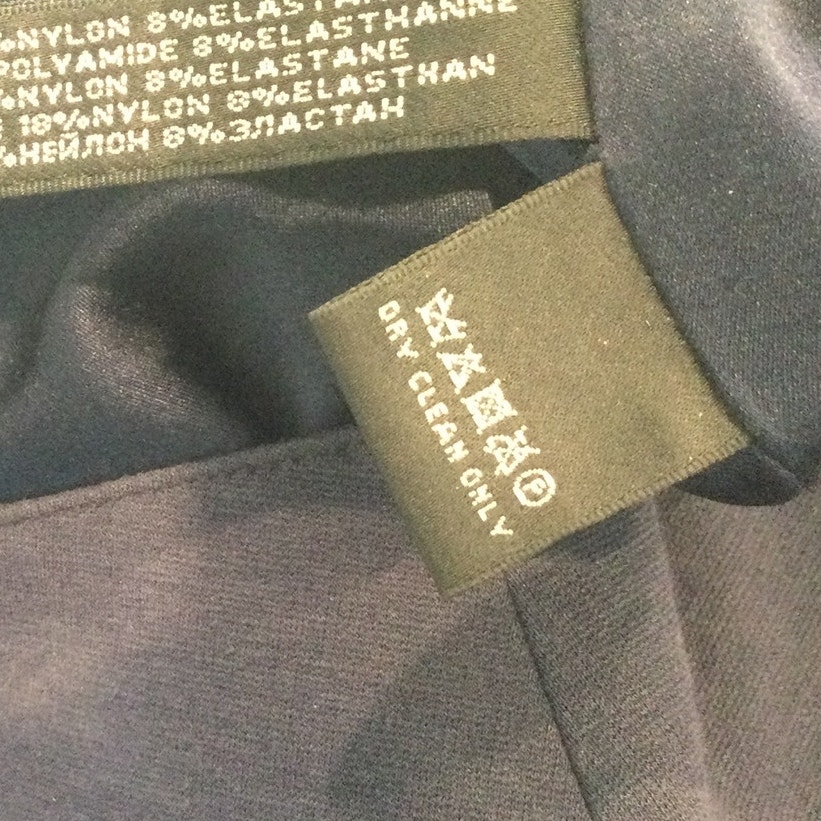 %NYLON 8%ELASTAN
POLYAMIDE 8%ELASTHANNE
%NYLON 8%ELASTANE
18%NYLON 8%ELASTHAN
%НЕЙЛОН 8%ЭЛАСТАН
DRY CLEAN ONLY
P